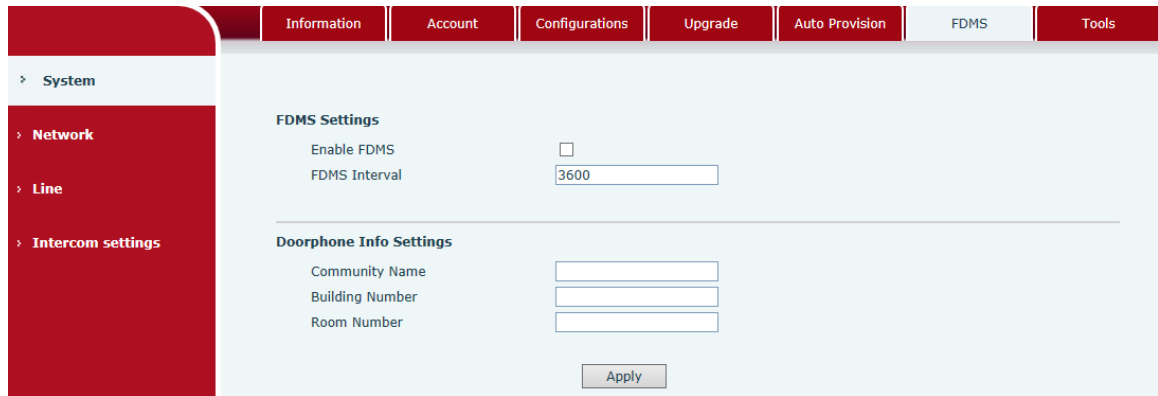 Information Account Configurations Upgrade Auto Provision FDMS Tools
› System
› Network
› Line
› Intercom settings
FDMS Settings
Enable FDMS
FDMS Interval 3600
Doorphone Info Settings
Community Name
Building Number
Room Number
Apply